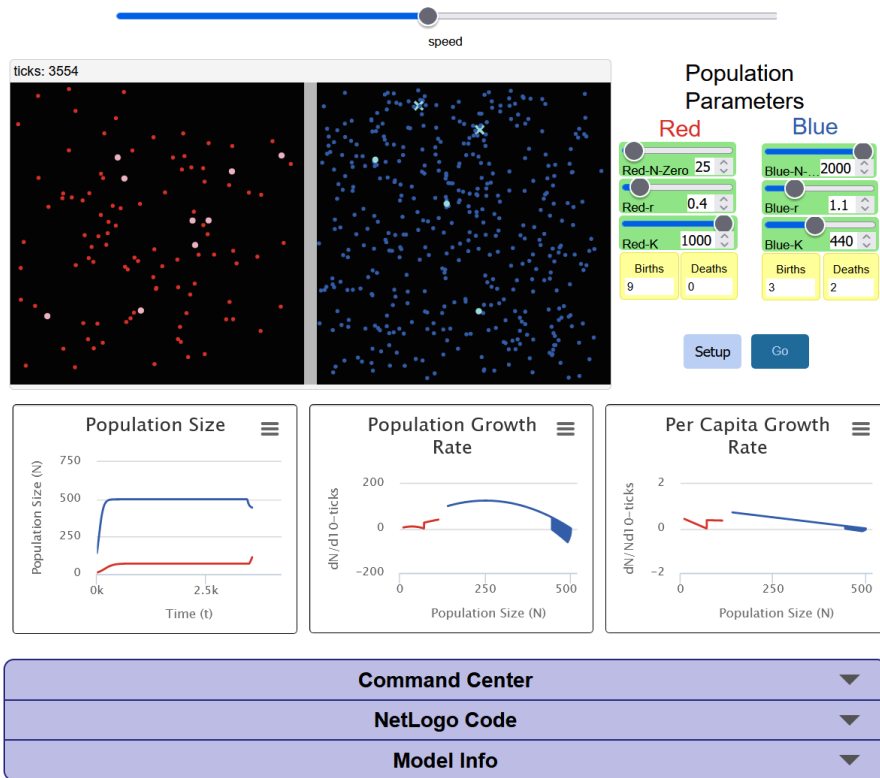 speed
ticks: 3554
Population
Parameters
Red
Blue
Red-N-Zero 25
Blue-N-... 2000
Red-r 0.4
Blue-r 1.1
Red-K 1000
Blue-K 440
Births
9
Deaths
0
Births
3
Deaths
2
Setup
Go
Population Size
Population Size (N)
750
500
250
0
0k
2.5k
Time (t)
Population Growth
Rate
dN/d10-ticks
200
0
-200
0
250
500
Population Size (N)
Per Capita Growth
Rate
dN/Nd10-ticks
2
0
-2
0
500
Population Size (N)
Command Center
NetLogo Code
Model Info